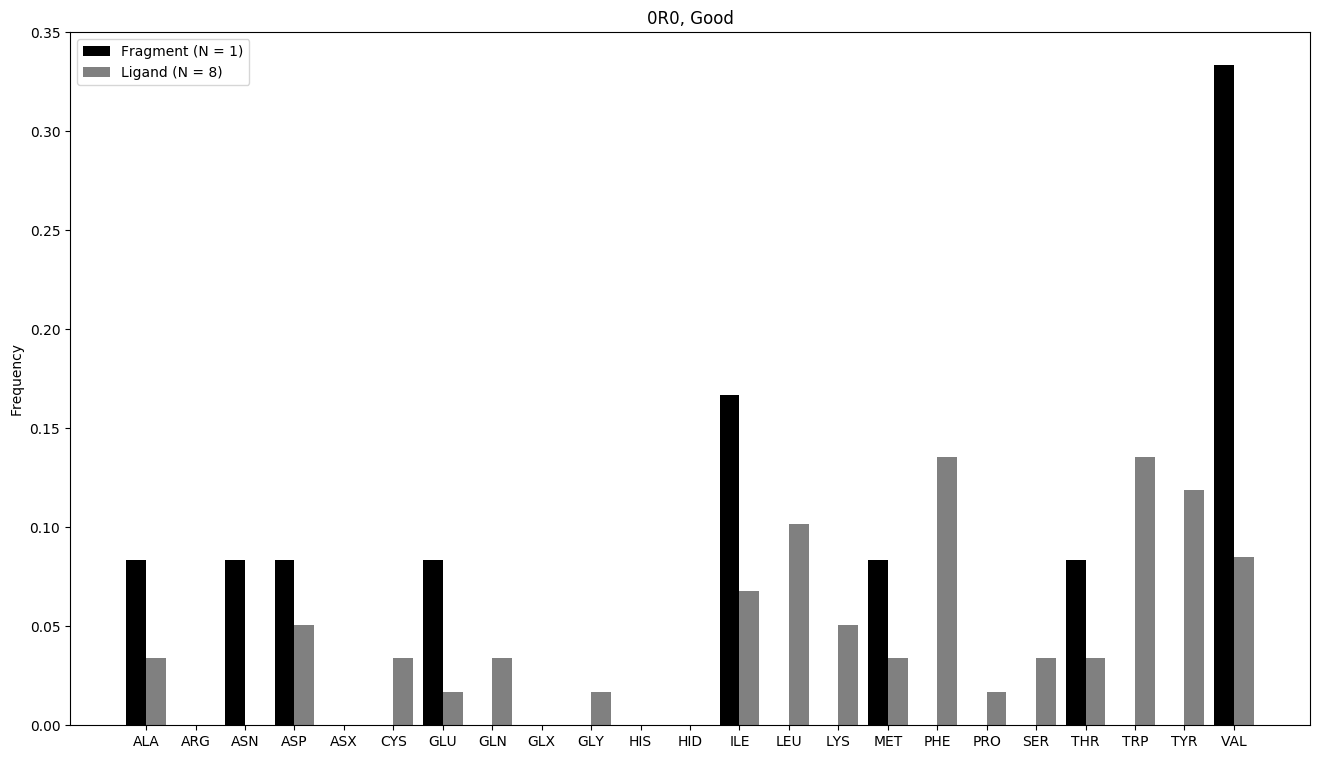 0R0, Good
Fragment (N = 1)
Ligand (N = 8)
Frequency
0.35
0.30
0.25
0.20
0.15
0.10
0.05
0.00
ALA ARG ASN ASP ASX CYS GLU GLN GLX GLY HIS HID ILE LEU LYS MET PHE PRO SER THR TRP TYR VAL